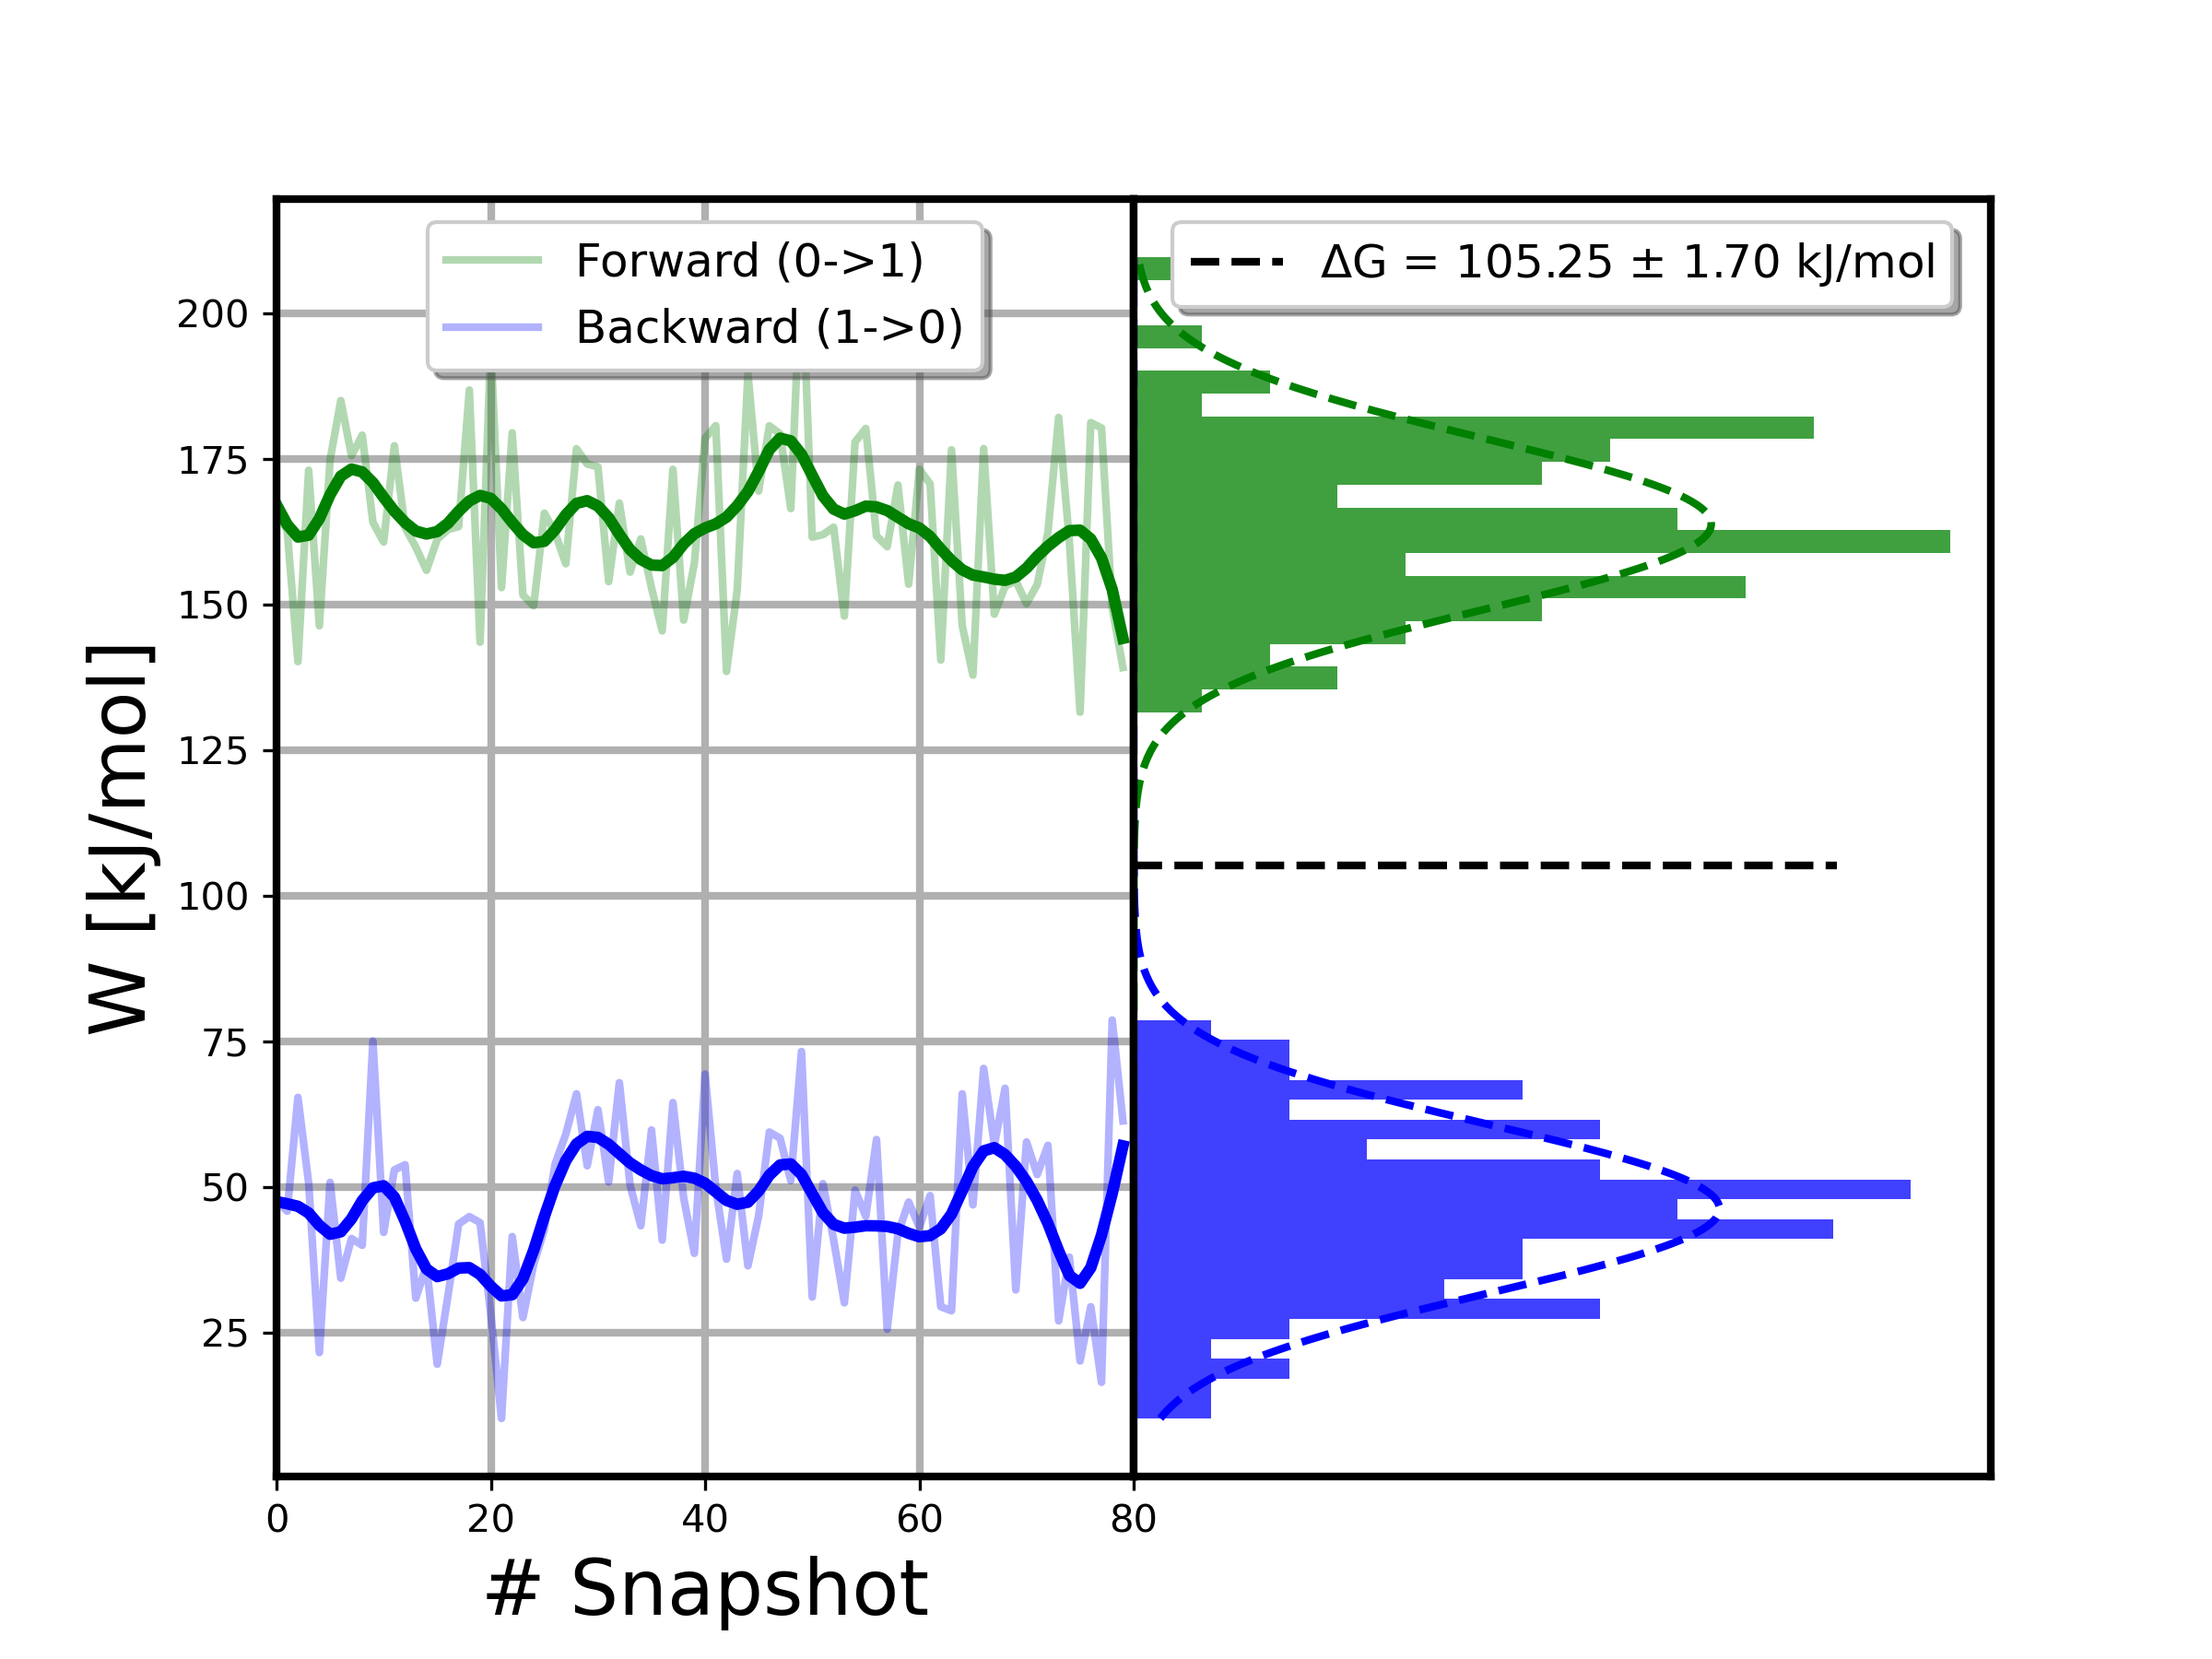 Forward (0->1)
Backward (1->0)
ΔG = 105.25 ± 1.70 kJ/mol
W [kJ/mol]
200
175
150
125
100
75
50
25
0 20 40 60 80
# Snapshot